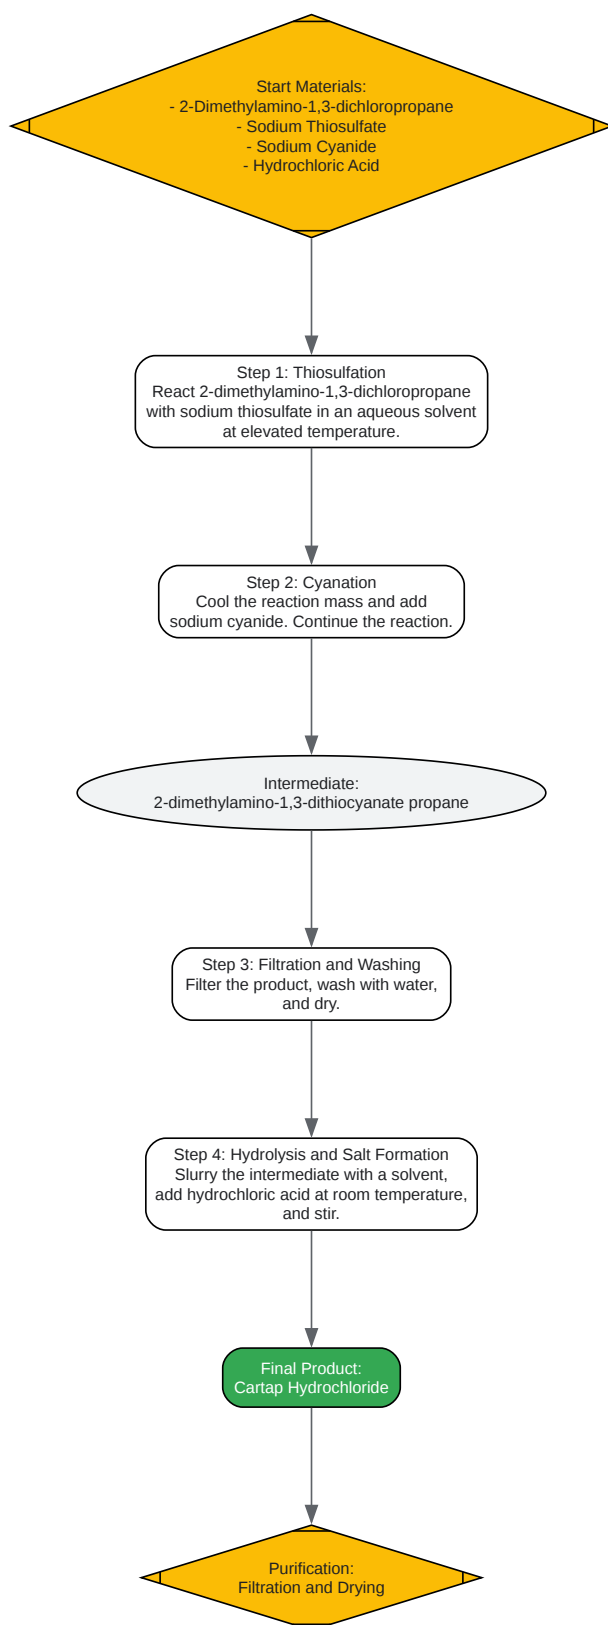 Start Materials:
- 2-Dimethylamino-1,3-dichloropropane
- Sodium Thiosulfate
- Sodium Cyanide
- Hydrochloric Acid
Step 1: Thiosulfation
React 2-dimethylamino-1,3-dichloropropane
with sodium thiosulfate in an aqueous solvent
at elevated temperature.
Step 2: Cyanation
Cool the reaction mass and add
sodium cyanide. Continue the reaction.
Intermediate:
2-dimethylamino-1,3-dithiocyanate propane
Step 3: Filtration and Washing
Filter the product, wash with water,
and dry.
Step 4: Hydrolysis and Salt Formation
Slurry the intermediate with a solvent,
add hydrochloric acid at room temperature,
and stir.
Final Product:
Cartap Hydrochloride
Purification:
Filtration and Drying